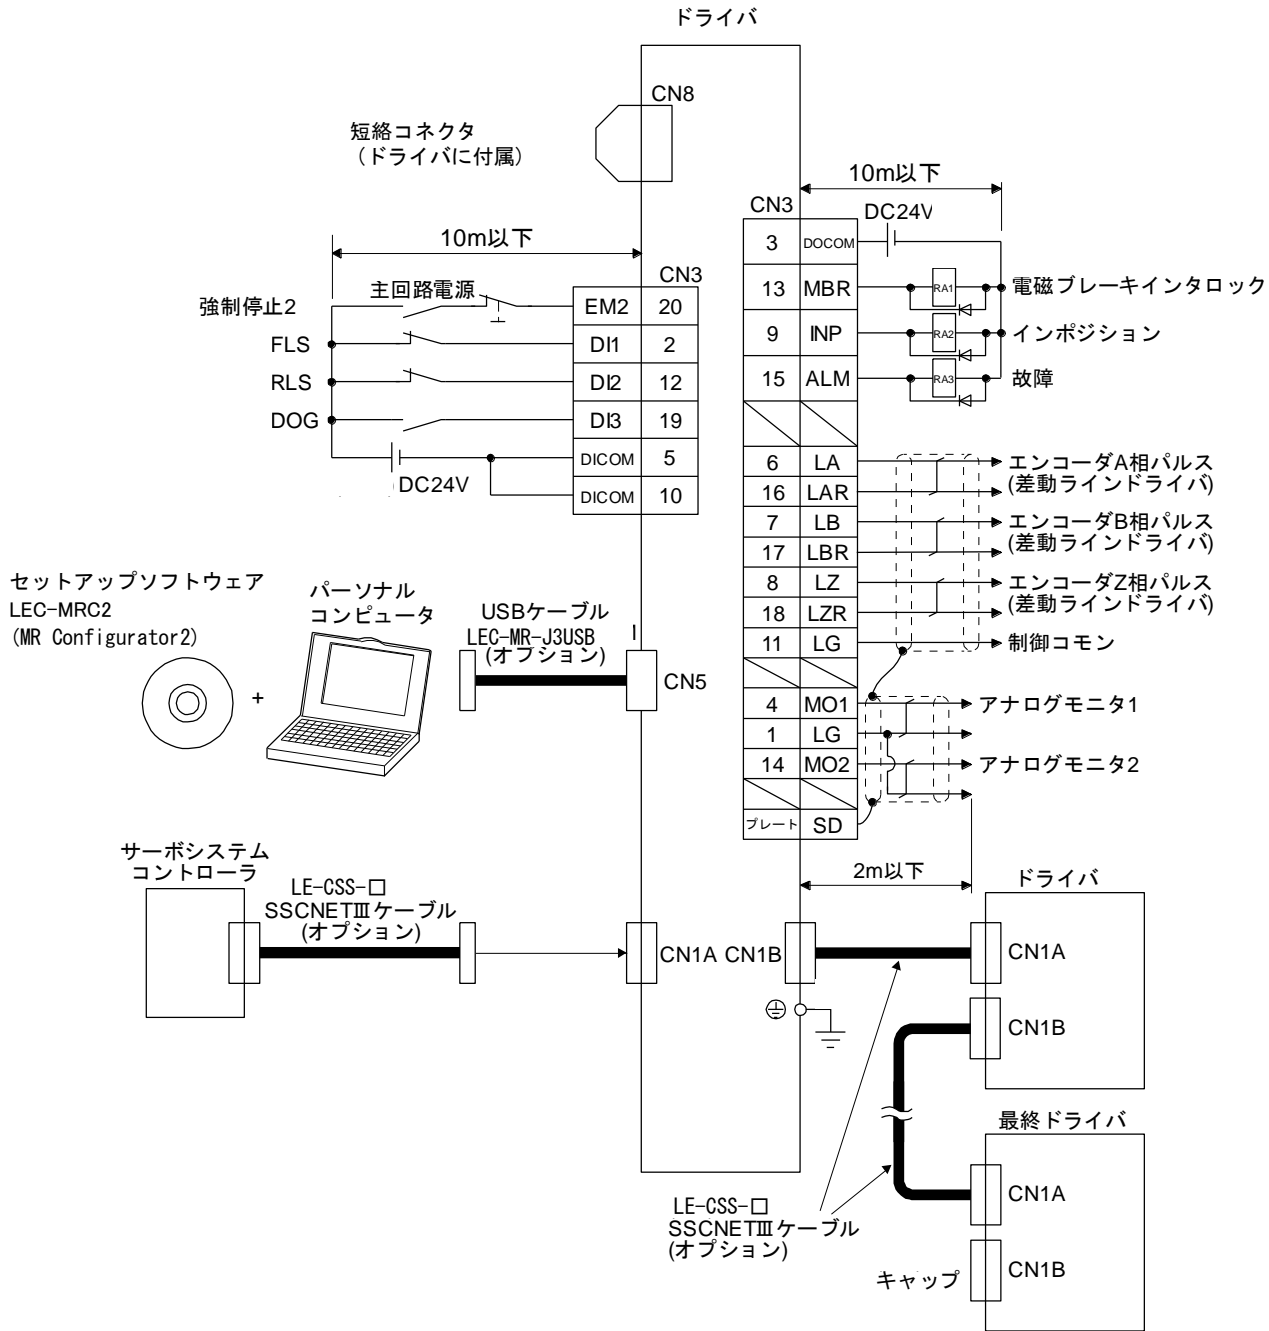 ドライバ
CN8
短絡コネクタ
（ドライバに付属）
10m以下
CN3
DC24V
3 DOCOM
13 MBR RA1 電磁ブレーキインタロック
9 INP RA2 インポジション
15 ALM RA3 故障
10m以下
CN3
主回路電源
強制停止2 EM2 20
FLS DI1 2
RLS DI2 12
DOG DI3 19
DICOM 5
DC24V
DICOM 10
6 LA エンコーダA相パルス
16 LAR (差動ラインドライバ)
7 LB エンコーダB相パルス
17 LBR (差動ラインドライバ)
8 LZ エンコーダZ相パルス
18 LZR (差動ラインドライバ)
11 LG 制御コモン
4 MO1 アナログモニタ1
1 LG
14 MO2 アナログモニタ2
プレート SD
2m以下
セットアップソフトウェア
LEC-MRC2
(MR Configurator2)
+
パーソナル
コンピュータ
USBケーブル
LEC-MR-J3USB
(オプション)
CN5
サーボシステム
コントローラ
LE-CSS-□
SSCNETⅢケーブル
(オプション)
CN1A CN1B
ドライバ
CN1A
CN1B
最終ドライバ
CN1A
CN1B
キャップ
LE-CSS-□
SSCNETⅢケーブル
(オプション)